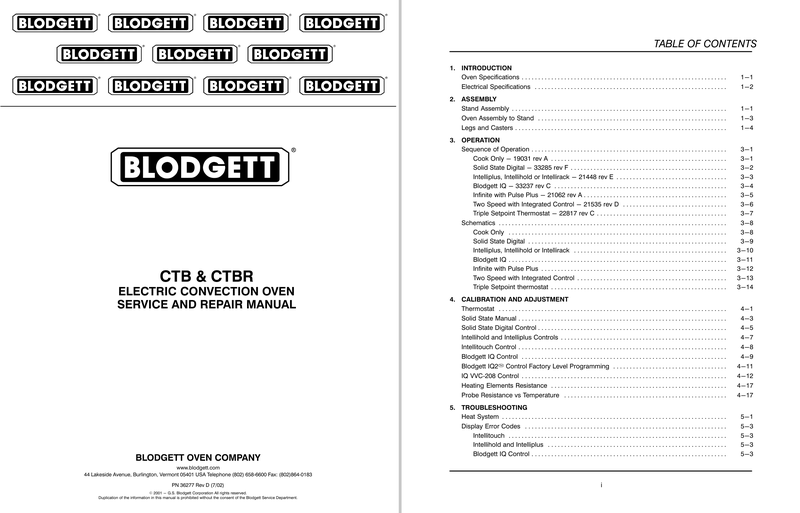 BLODGETT® BLODGETT® BLODGETT® BLODGETT®
BLODGETT® BLODGETT® BLODGETT®
BLODGETT® BLODGETT® BLODGETT® BLODGETT®
BLODGETT®
CTB & CTBR
ELECTRIC CONVECTION OVEN
SERVICE AND REPAIR MANUAL
BLODGETT OVEN COMPANY
www.blodgett.com
44 Lakeside Avenue, Burlington, Vermont 05401 USA Telephone (802) 658-6600 Fax: (802)864-0183
PN 36277 Rev D (7/02)
© 2001 — G.S. Blodgett Corporation All rights reserved.
Duplication of the information in this manual is prohibited without the consent of the Blodgett Service Department.
TABLE OF CONTENTS
1. INTRODUCTION
Oven Specifications 1—1
Electrical Specifications 1—2
2. ASSEMBLY
Stand Assembly 1—1
Oven Assembly to Stand 1—3
Legs and Casters 1—4
3. OPERATION
Sequence of Operation 3—1
Cook Only — 19031 rev A 3—1
Solid State Digital — 33285 rev F 3—2
Intelliplus, Intellihold or Intellirack — 21448 rev E 3—3
Blodgett IQ — 33237 rev C 3—4
Infinite with Pulse Plus — 21062 rev A 3—5
Two Speed with Integrated Control — 21535 rev D 3—6
Triple Setpoint Thermostat — 22817 rev C 3—7
Schematics 3—8
Cook Only 3—8
Solid State Digital 3—9
Intelliplus, Intellihold or Intellirack 3—10
Blodgett IQ 3—11
Infinite with Pulse Plus 3—12
Two Speed with Integrated Control 3—13
Triple Setpoint thermostat 3—14
4. CALIBRATION AND ADJUSTMENT
Thermostat 4—1
Solid State Manual 4—3
Solid State Digital Control 4—5
Intellihold and Intelliplus Controls 4—7
Intellitouch Control 4—8
Blodgett IQ Control 4—9
Blodgett IQ2™ Control Factory Level Programming 4—11
IQ VVC-208 Control 4—12
Heating Elements Resistance 4—17
Probe Resistance vs Temperature 4—17
5. TROUBLESHOOTING
Heat System 5—1
Display Error Codes 5—3
Intellitouch 5—3
Intellihold and Intelliplus 5—3
Blodgett IQ Control 5—3
i